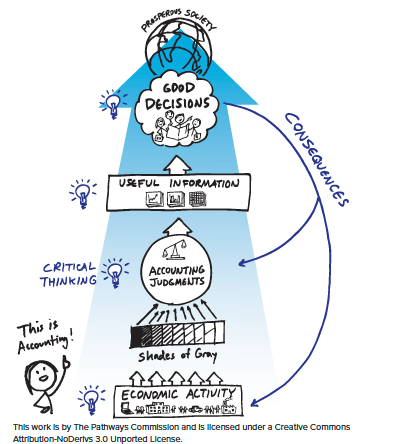 PROSPEROUS SOCIETY
GOOD
DECISIONS
CONSEQUENCES
USEFUL INFORMATION
CRITICAL
THINKING
ACCOUNTING
JUDGMENTS
This is
Accounting!
Shades of Gray
ECONOMIC ACTIVITY
This work is by The Pathways Commission and is licensed under a Creative Commons
Attribution-NoDerivs 3.0 Unported License.